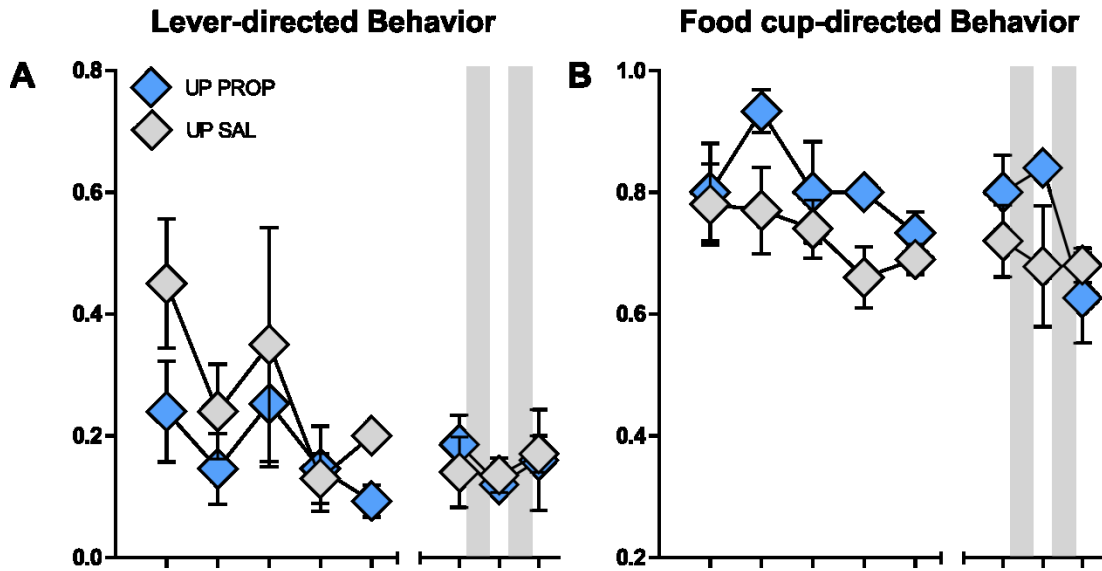 Lever-directed Behavior
Food cup-directed Behavior
A
B
UP PROP
UP SAL
0.8
0.6
0.4
0.2
0.0
1.0
0.8
0.6
0.4
0.2